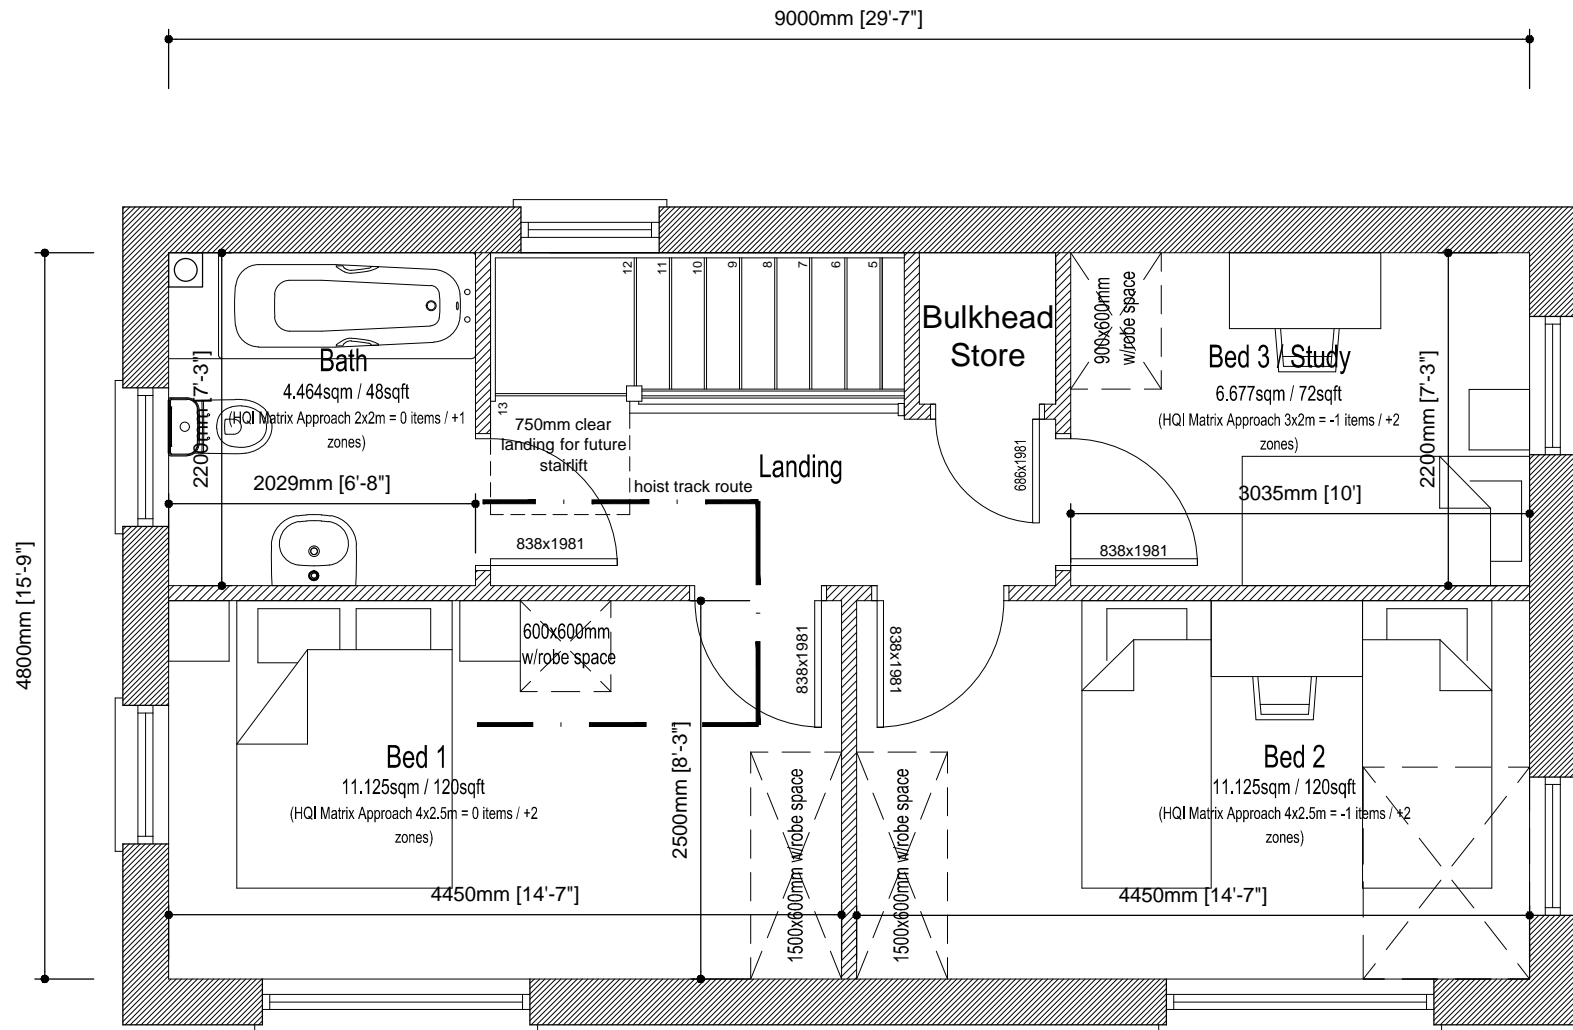 9000mm [29'-7"]
4800mm [15'-9"]
12
11
10
9
8
7
6
5
13
Bath
4.464sqm / 48sqft
(HQI Matrix Approach 2x2m = 0 items / +1
zones)
2200mm [7'-3"]
2029mm [6'-8"]
750mm clear
landing for future
stairlift
hoist track route
838x1981
Landing
Bulkhead
Store
686x1981
900x600mm
w/robe space
Bed 3 / Study
6.677sqm / 72sqft
(HQI Matrix Approach 3x2m = -1 items / +2
zones)
2200mm [7'-3"]
3035mm [10']
838x1981
600x600mm
w/robe space
838x1981
838x1981
Bed 1
11.125sqm / 120sqft
(HQI Matrix Approach 4x2.5m = 0 items / +2
zones)
2500mm [8'-3"]
4450mm [14'-7"]
1500x600mm w/robe space
1500x600mm w/robe space
Bed 2
11.125sqm / 120sqft
(HQI Matrix Approach 4x2.5m = -1 items / +2
zones)
4450mm [14'-7"]